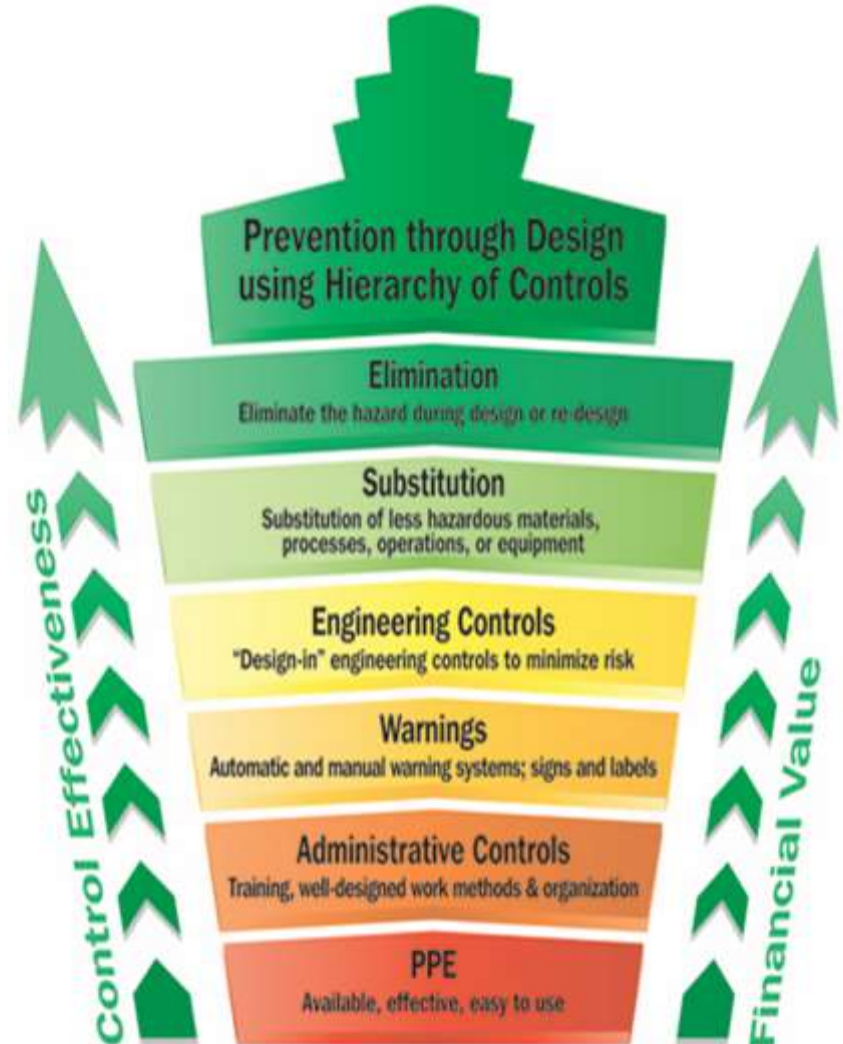 Prevention through Design
using Hierarchy of Controls
Elimination
Eliminate the hazard during design or re-design
Substitution
Substitution of less hazardous materials,
processes, operations, or equipment
Engineering Controls
"Design-in" engineering controls to minimize risk
Warnings
Automatic and manual warning systems; signs and labels
Administrative Controls
Training, well-designed work methods & organization
PPE
Available, effective, easy to use
Control Effectiveness
Financial Value